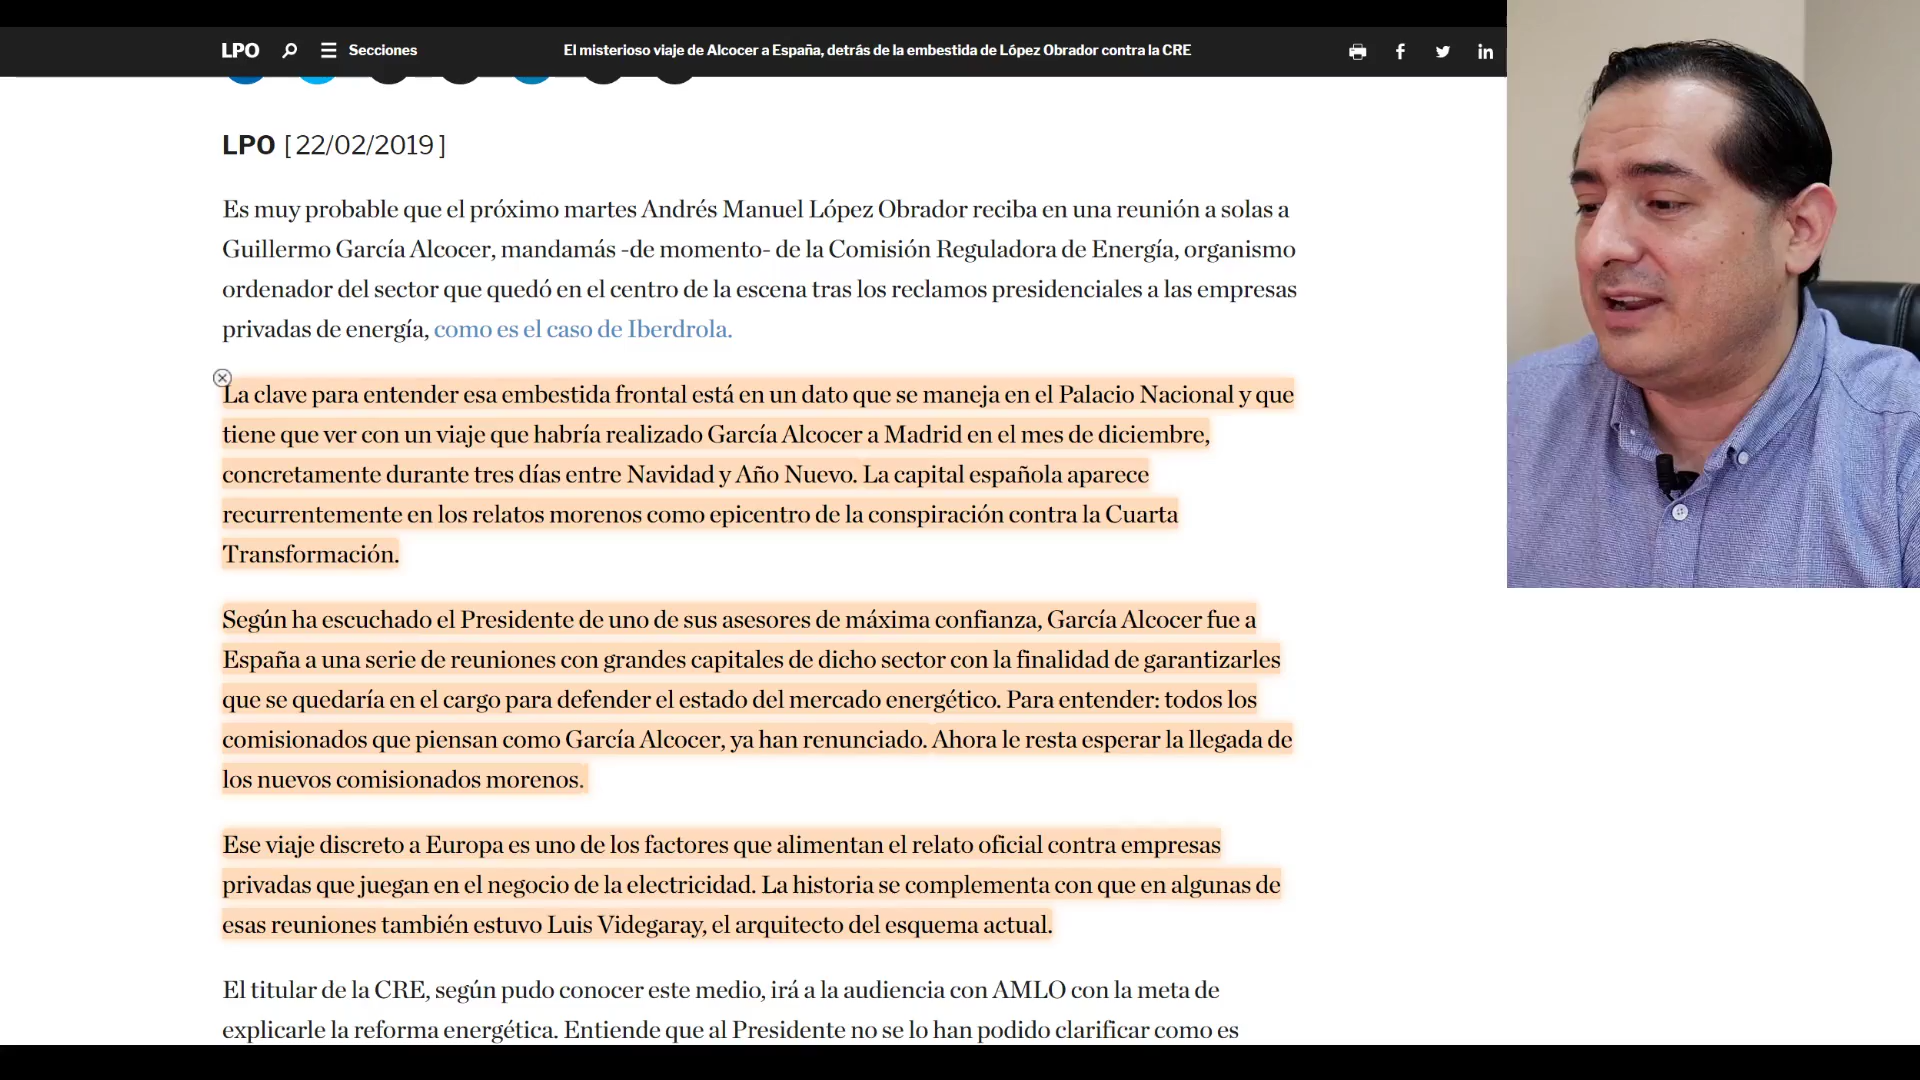 LPO Secciones El misterioso viaje de Alcocer a España, detrás de la embestida de López Obrador contra la CRE
LPO [ 22/02/2019 ]
Es muy probable que el próximo martes Andrés Manuel López Obrador reciba en una reunión a solas a
Guillermo García Alcocer, mandamás -de momento- de la Comisión Reguladora de Energía, organismo
ordenador del sector que quedó en el centro de la escena tras los reclamos presidenciales a las empresas
privadas de energía, como es el caso de Iberdrola.
La clave para entender esa embestida frontal está en un dato que se maneja en el Palacio Nacional y que
tiene que ver con un viaje que habría realizado García Alcocer a Madrid en el mes de diciembre,
concretamente durante tres días entre Navidad y Año Nuevo. La capital española aparece
recurrentemente en los relatos morenos como epicentro de la conspiración contra la Cuarta
Transformación.
Según ha escuchado el Presidente de uno de sus asesores de máxima confianza, García Alcocer fue a
España a una serie de reuniones con grandes capitales de dicho sector con la finalidad de garantizarles
que se quedaría en el cargo para defender el estado del mercado energético. Para entender: todos los
comisionados que piensan como García Alcocer, ya han renunciado. Ahora le resta esperar la llegada de
los nuevos comisionados morenos.
Ese viaje discreto a Europa es uno de los factores que alimentan el relato oficial contra empresas
privadas que juegan en el negocio de la electricidad. La historia se complementa con que en algunas de
esas reuniones también estuvo Luis Videgaray, el arquitecto del esquema actual.
El titular de la CRE, según pudo conocer este medio, irá a la audiencia con AMLO con la meta de
explicarle la reforma energética. Entiende que al Presidente no se lo han podido clarificar como es